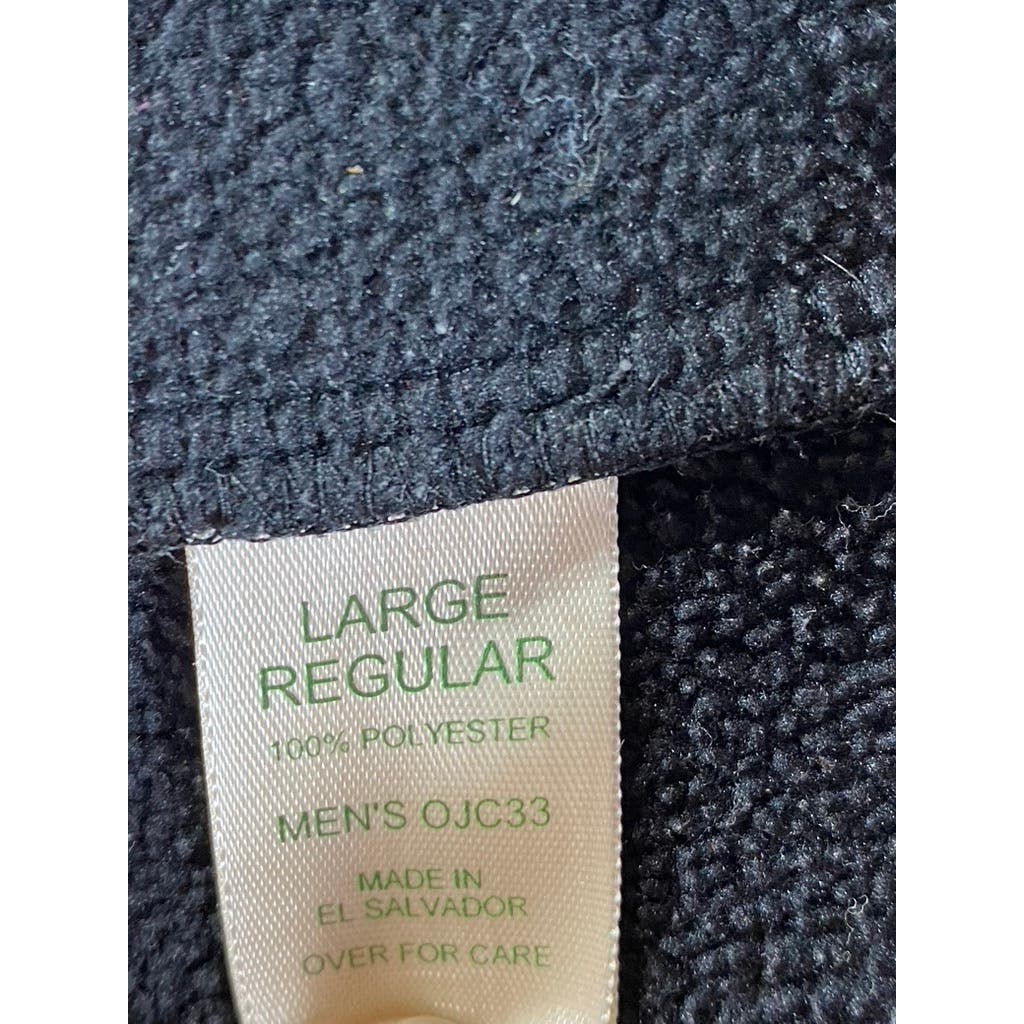 LARGE
REGULAR
100% POLYESTER
MEN'S OJC33
MADE IN
EL SALVADOR
OVER FOR CARE